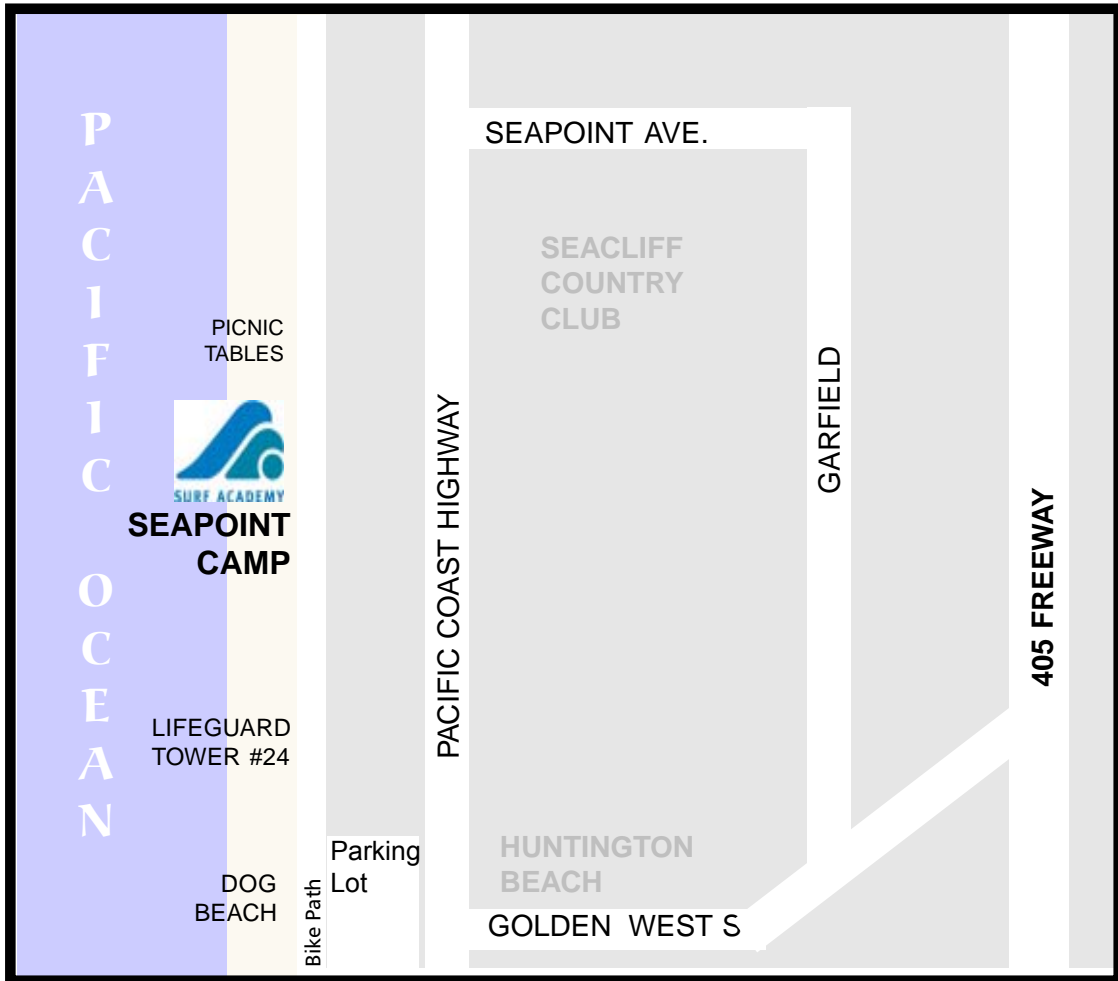 PACIFIC OCEAN
SEAPOINT AVE.
SEACLIFF
COUNTRY
CLUB
PICNIC
TABLES
SURF ACADEMY
SEAPOINT
CAMP
PACIFIC COAST HIGHWAY
GARFIELD
405 FREEWAY
LIFEGUARD
TOWER #24
Parking
Lot
HUNTINGTON
BEACH
DOG
BEACH
Bike Path
GOLDEN WEST S